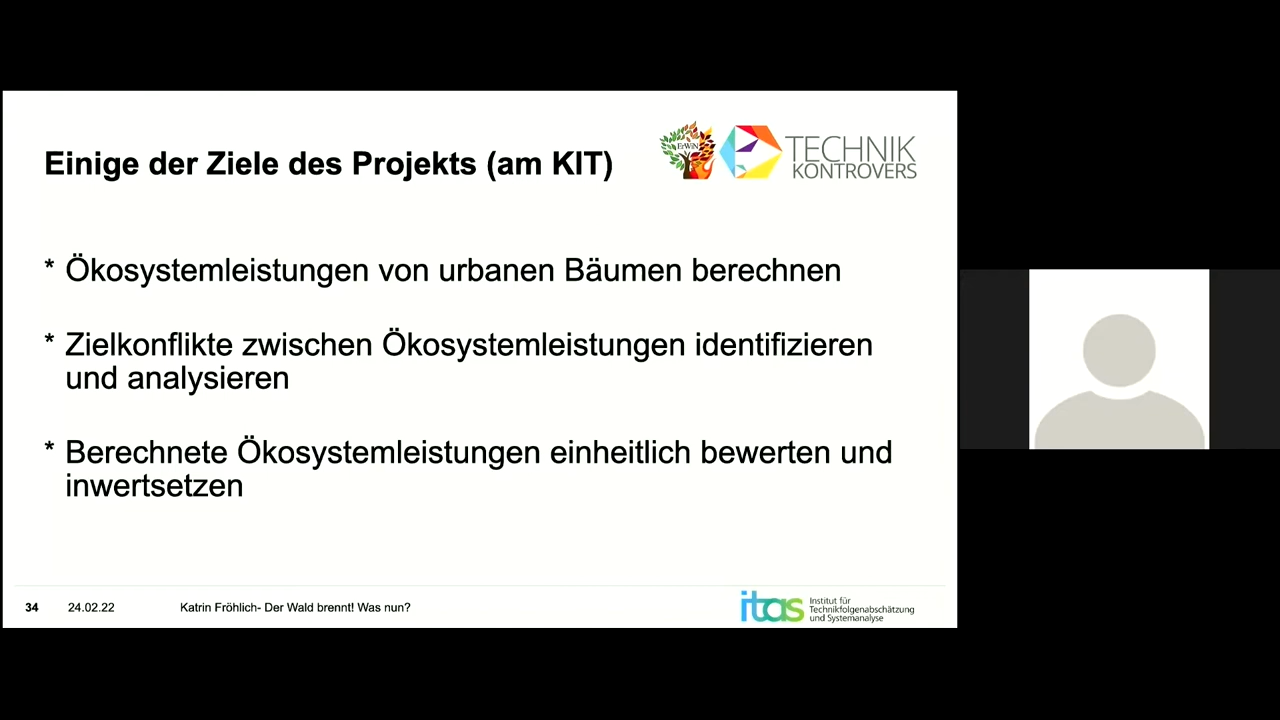 Einige der Ziele des Projekts (am KIT)
ErWiN
TECHNIK
KONTROVERS
* Ökosystemleistungen von urbanen Bäumen berechnen
* Zielkonflikte zwischen Ökosystemleistungen identifizieren
und analysieren
* Berechnete Ökosystemleistungen einheitlich bewerten und
inwertsetzen
34 24.02.22 Katrin Fröhlich- Der Wald brennt! Was nun?
itas
Institut für
Technikfolgenabschätzung
und Systemanalyse